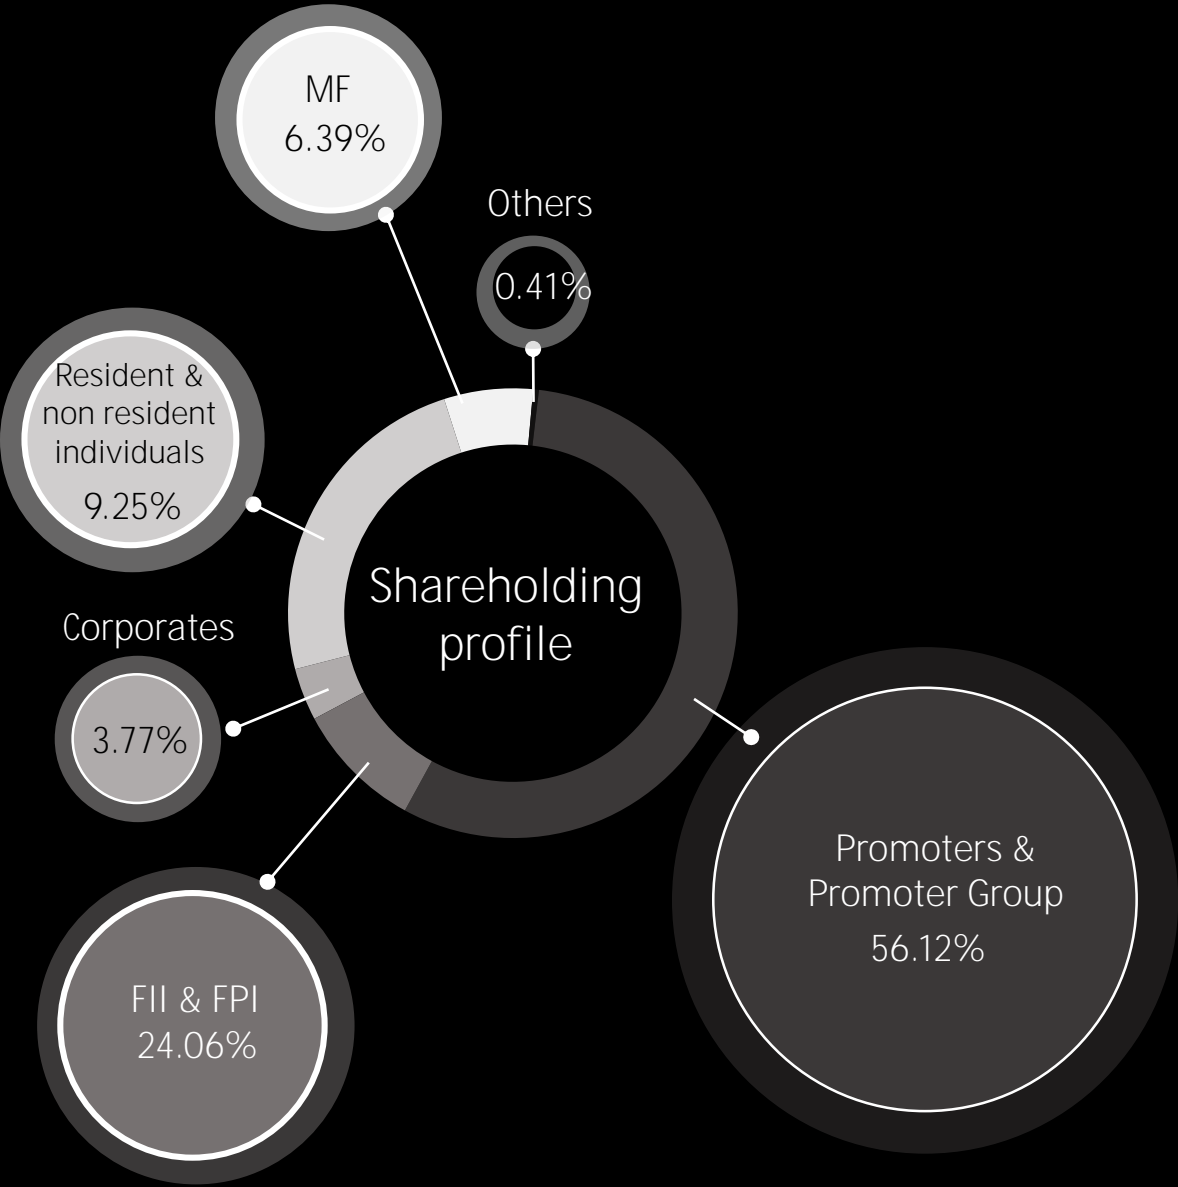 MF
6.39%
Others
0.41%
Resident &
non resident
individuals
9.25%
Shareholding
profile
Corporates
3.77%
Promoters &
Promoter Group
56.12%
FII & FPI
24.06%